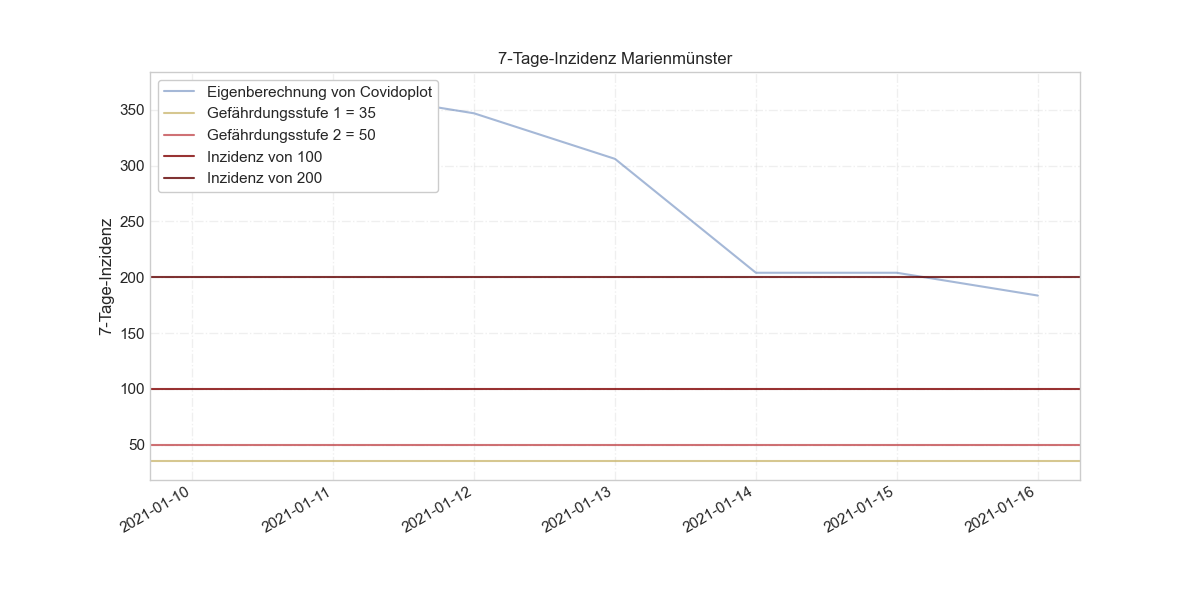 7-Tage-Inzidenz Marienmünster
Eigenberechnung von Covidoplot
Gefährdungsstufe 1 = 35
Gefährdungsstufe 2 = 50
Inzidenz von 100
Inzidenz von 200
7-Tage-Inzidenz
350
300
250
200
150
100
50
2021-01-10
2021-01-11
2021-01-12
2021-01-13
2021-01-14
2021-01-15
2021-01-16